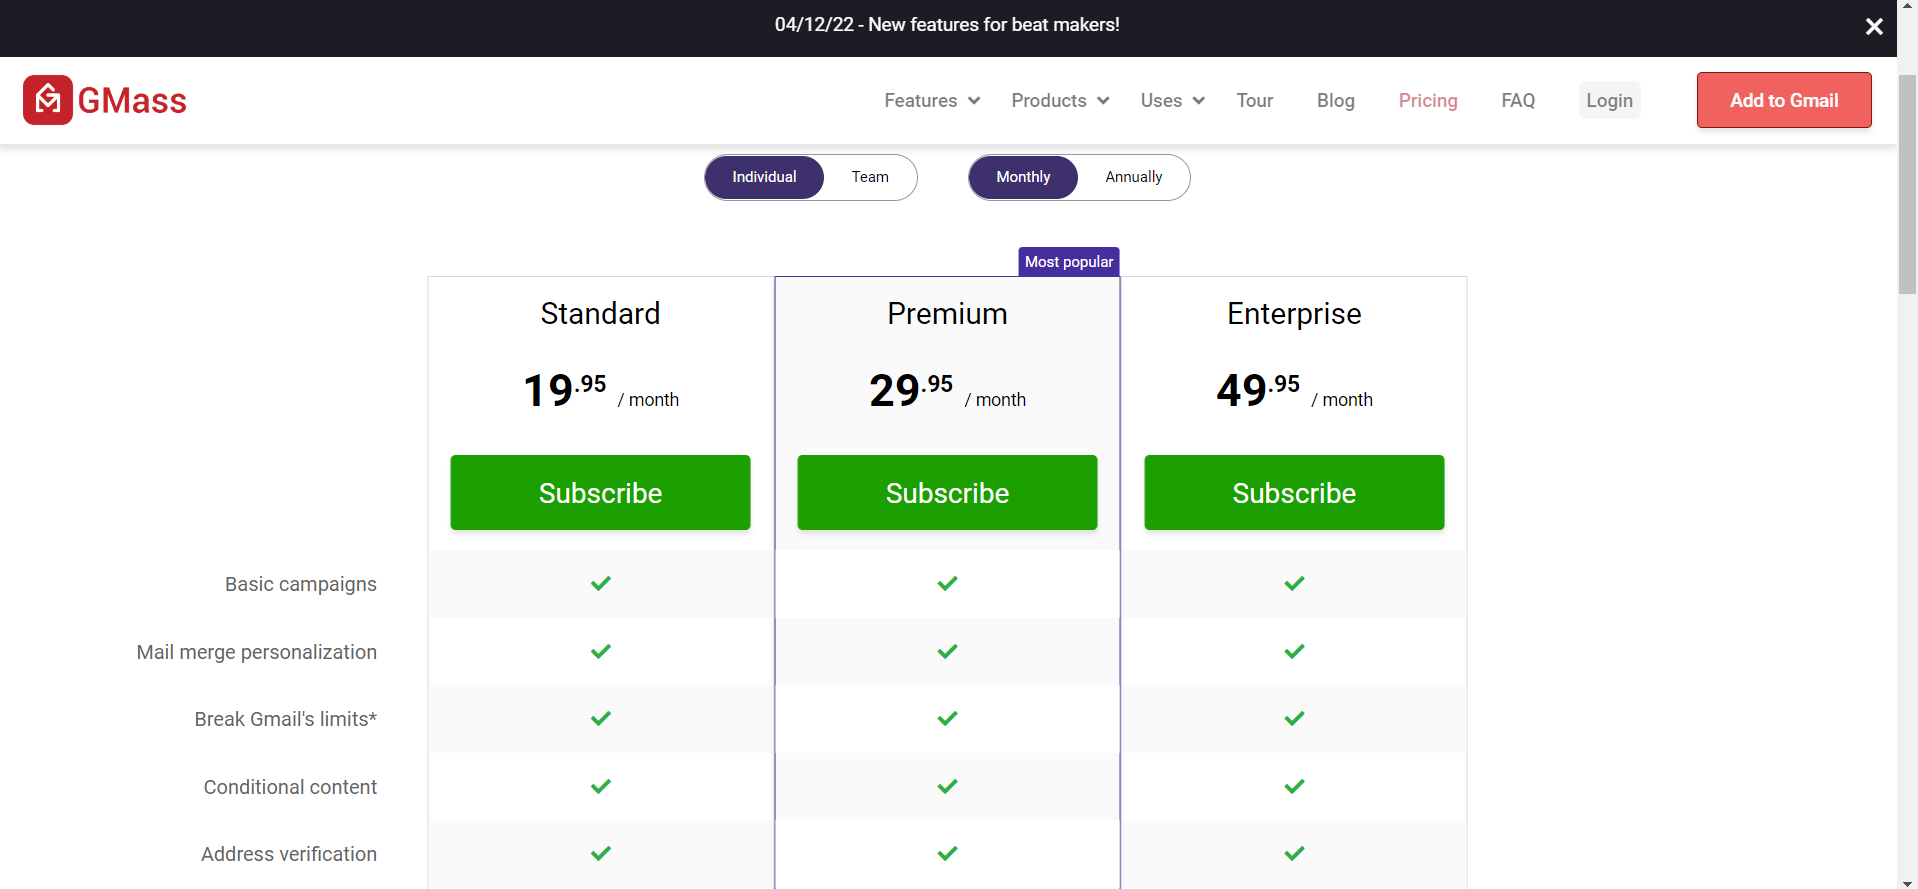 04/12/22 - New features for beat makers!
GMass
Features Products Uses Tour Blog Pricing FAQ Login Add to Gmail
Individual Team Monthly Annually
Most popular
Standard Premium Enterprise
19.95 / month 29.95 / month 49.95 / month
Subscribe Subscribe Subscribe
Basic campaigns
Mail merge personalization
Break Gmail's limits*
Conditional content
Address verification